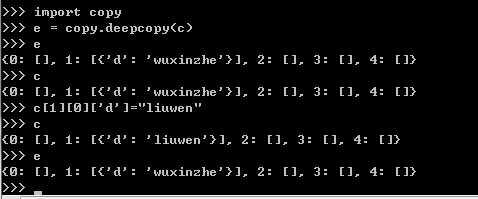 >>> import copy
>>> e = copy.deepcopy(c)
>>> e
{0: [], 1: [{'d': 'wuxinzhe'}], 2: [], 3: [], 4: []}
>>> c
{0: [], 1: [{'d': 'wuxinzhe'}], 2: [], 3: [], 4: []}
>>> c[1][0]['d']="liuwen"
>>> c
{0: [], 1: [{'d': 'liuwen'}], 2: [], 3: [], 4: []}
>>> e
{0: [], 1: [{'d': 'wuxinzhe'}], 2: [], 3: [], 4: []}
>>> _